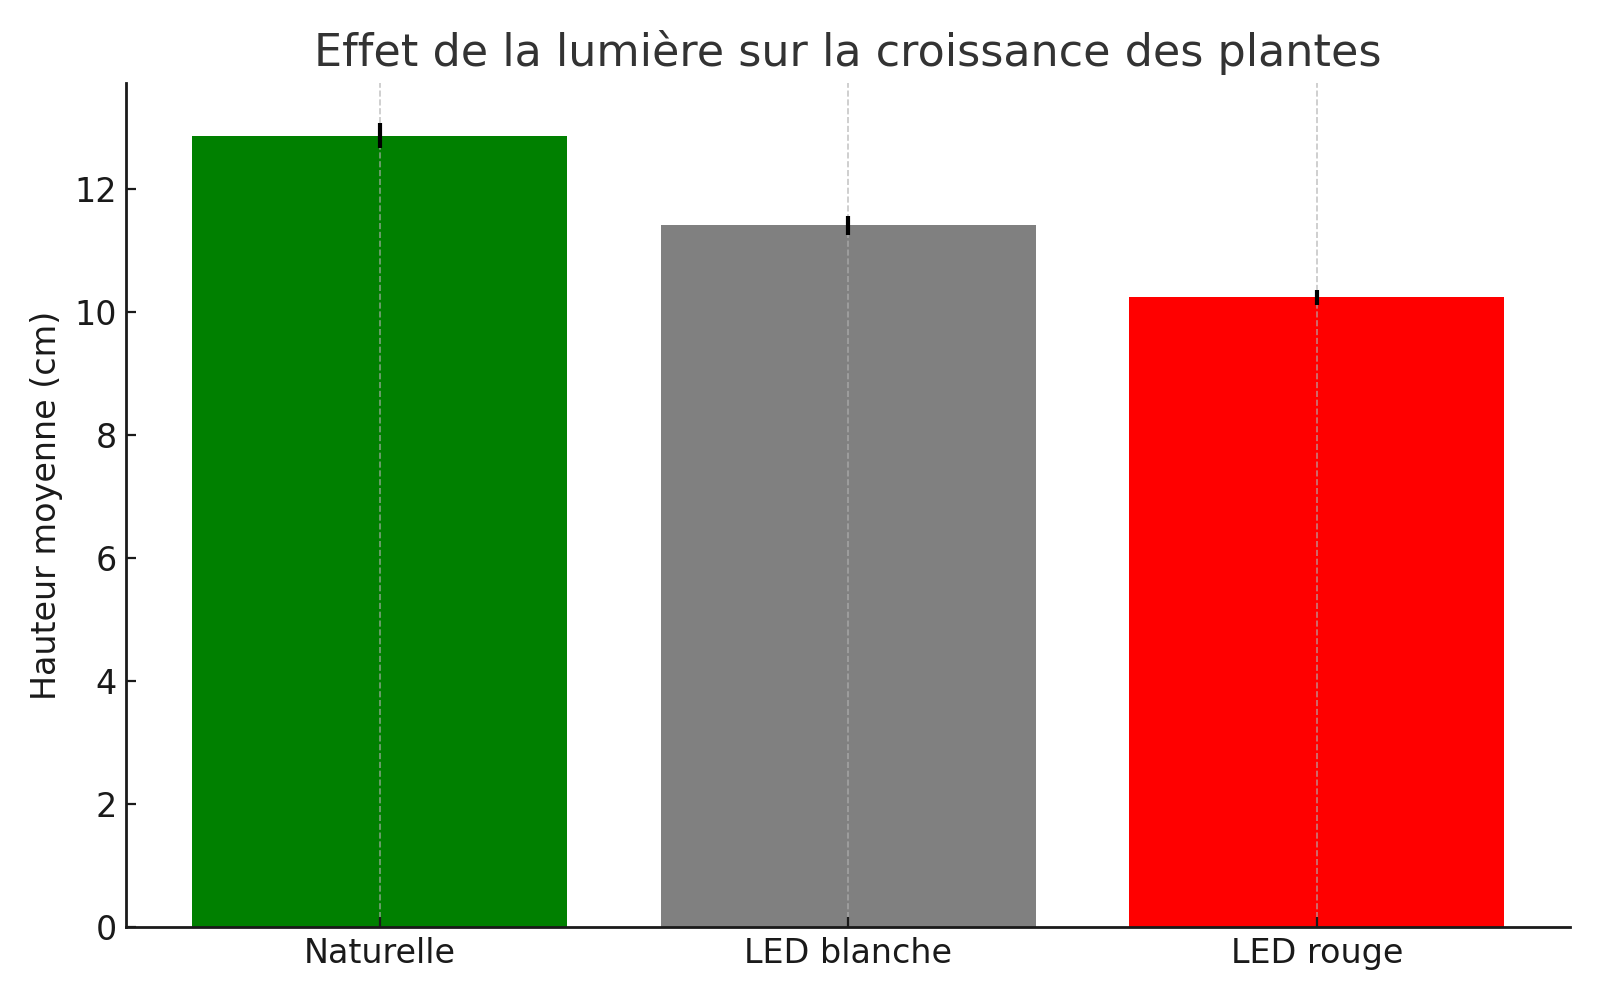 Effet de la lumière sur la croissance des plantes
Hauteur moyenne (cm)
12
10
8
6
4
2
0
Naturelle
LED blanche
LED rouge